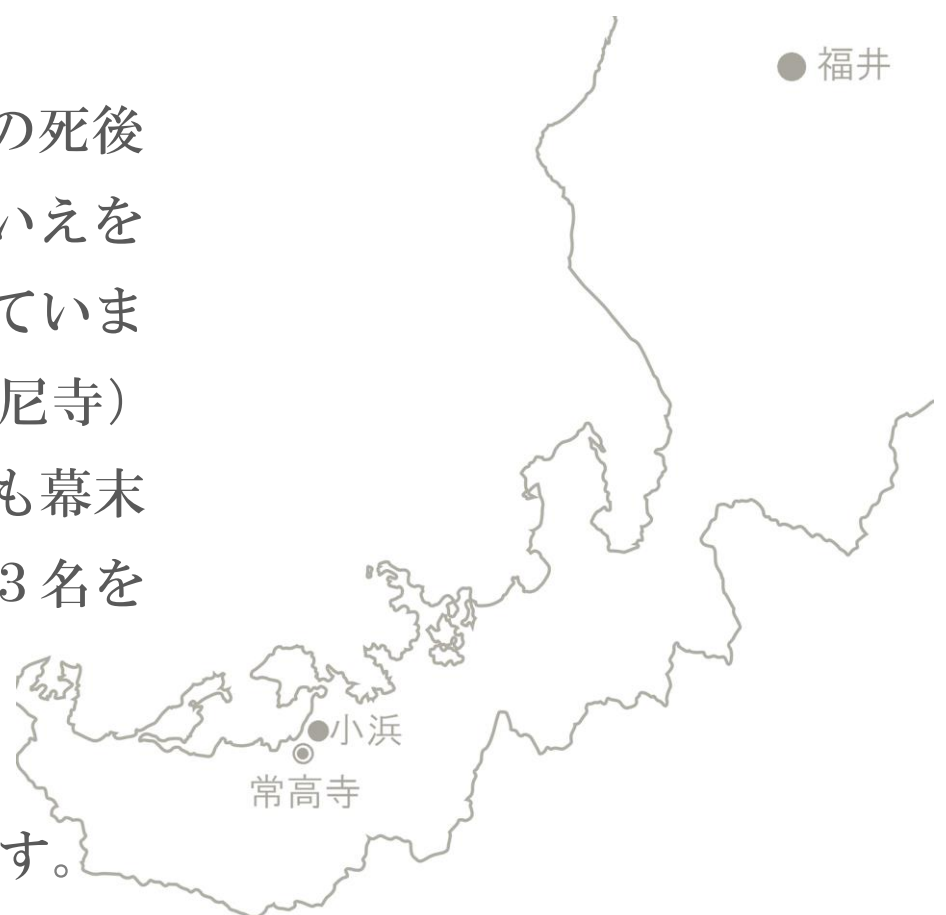 の死後
いえを
ていま
尼寺）
も幕末
３名を
す。
福井
小浜
常高寺